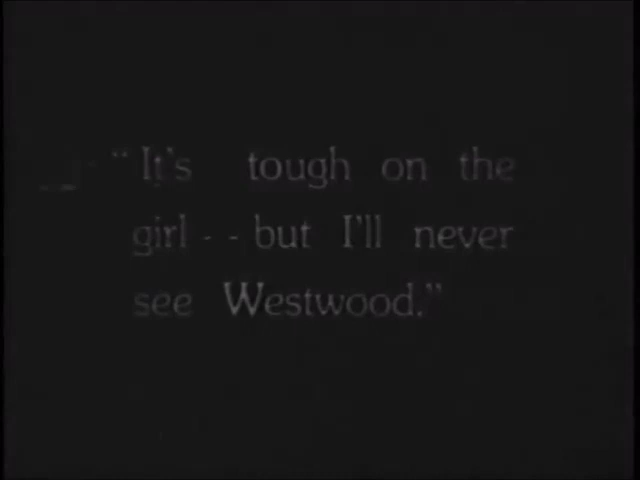 "It's tough on the
girl -- but I'll never
see Westwood."